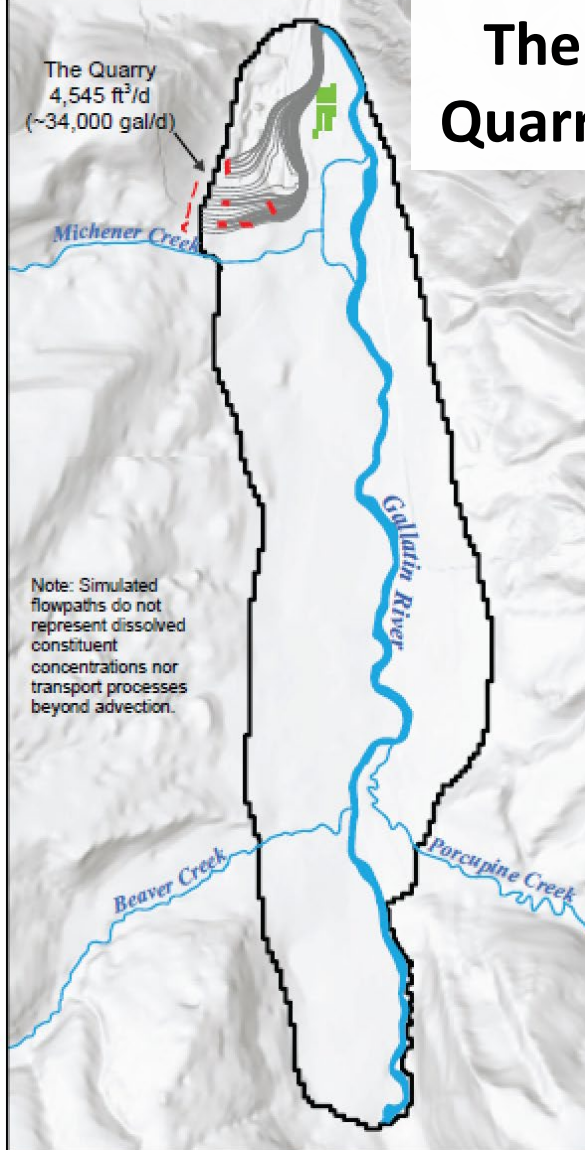 The
Quarr
The Quarry
4,545 ft³/d
(~34,000 gal/d)
Michener Creek
Gallatin River
Note: Simulated
flowpaths do not
represent dissolved
constituent
concentrations nor
transport processes
beyond advection.
Beaver Creek
Porcupine Creek